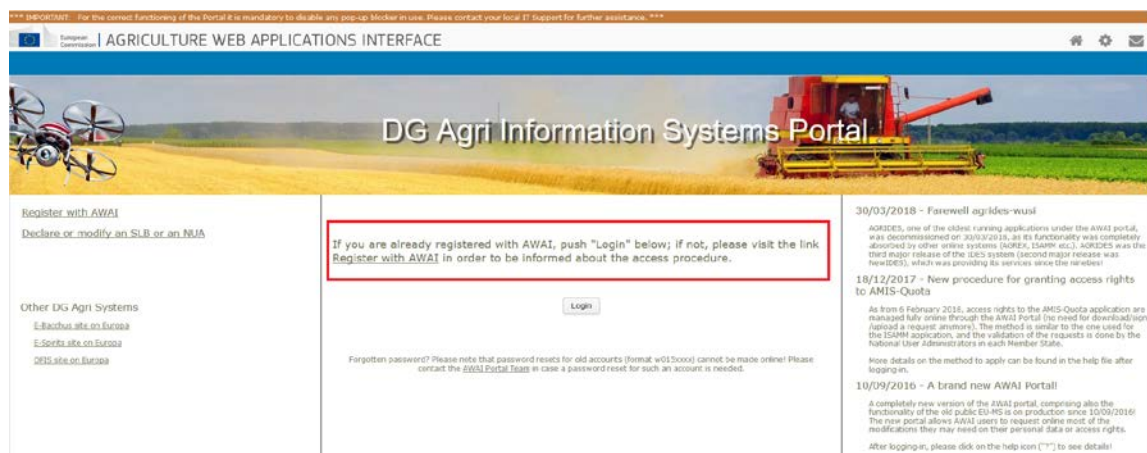 *** IMPORTANT: For the correct functioning of the Portal it is mandatory to disable any pop-up blocker in use. Please contact your local IT Support for further assistance. ***
European
Commission
AGRICULTURE WEB APPLICATIONS INTERFACE
DG Agri Information Systems Portal
Register with AWAI
Declare or modify an SLB or an NUA
Other DG Agri Systems
E-Bacchus site on Europa
E-Spirits site on Europa
OFIS site on Europa
If you are already registered with AWAI, push "Login" below; if not, please visit the link
Register with AWAI in order to be informed about the access procedure.
Login
Forgotten password? Please note that password resets for old accounts (format w015xxxx) cannot be made online! Please
contact the AWAI Portal Team in case a password reset for such an account is needed.
30/03/2018 - Farewell agrides-wusi
AGRIDES, one of the oldest running applications under the AWAI portal,
was decommissioned on 30/03/2018, as its functionality was completely
absorbed by other online systems (AGREX, ISAMM etc.). AGRIDES was the
third major release of the IDES system (second major release was
NewIDES), which was providing its services since the nineties!
18/12/2017 - New procedure for granting access rights
to AMIS-Quota
As from 6 February 2016, access rights to the AMIS-Quota application are
managed fully online through the AWAI Portal (no need for download/sign
/upload a request anymore). The method is similar to the one used for
the ISAMM application, and the validation of the requests is done by the
National User Administrators in each Member State.
More details on the method to apply can be found in the help file after
logging-in.
10/09/2016 - A brand new AWAI Portal!
A completely new version of the AWAI portal, comprising also the
functionality of the old public EU-MS is on production since 10/09/2016!
The new portal allows AWAI users to request online most of the
modifications they may need on their personal data or access rights.
After logging-in, please click on the help icon ("?") to see details!